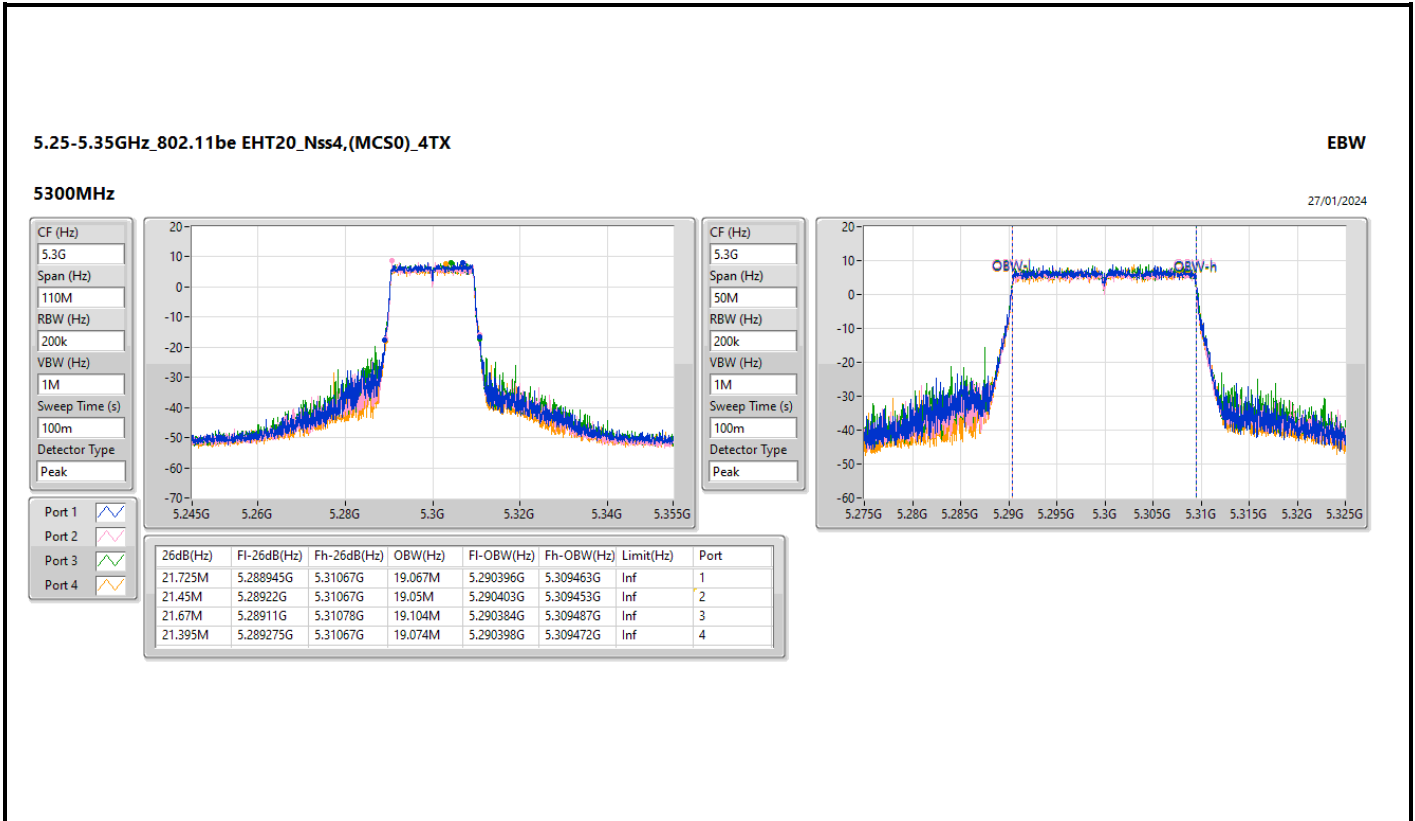 5.25-5.35GHz_802.11be EHT20_Nss4,(MCS0)_4TX
EBW
5300MHz
27/01/2024
CF (Hz)
5.3G
Span (Hz)
110M
RBW (Hz)
200k
VBW (Hz)
1M
Sweep Time (s)
100m
Detector Type
Peak
20
10
0
-10
-20
-30
-40
-50
-60
-70
5.245G 5.26G 5.28G 5.3G 5.32G 5.34G 5.355G
CF (Hz)
5.3G
Span (Hz)
50M
RBW (Hz)
200k
VBW (Hz)
1M
Sweep Time (s)
100m
Detector Type
Peak
20
10
0
-10
-20
-30
-40
-50
-60
OBW-l OBW-h
5.275G 5.28G 5.285G 5.29G 5.295G 5.3G 5.305G 5.31G 5.315G 5.32G 5.325G
Port 1
Port 2
Port 3
Port 4
26dB(Hz) Fl-26dB(Hz) Fh-26dB(Hz) OBW(Hz) Fl-OBW(Hz) Fh-OBW(Hz) Limit(Hz) Port
21.725M 5.288945G 5.31067G 19.067M 5.290396G 5.309463G Inf 1
21.45M 5.28922G 5.31067G 19.05M 5.290403G 5.309453G Inf 2
21.67M 5.28911G 5.31078G 19.104M 5.290384G 5.309487G Inf 3
21.395M 5.289275G 5.31067G 19.074M 5.290398G 5.309472G Inf 4